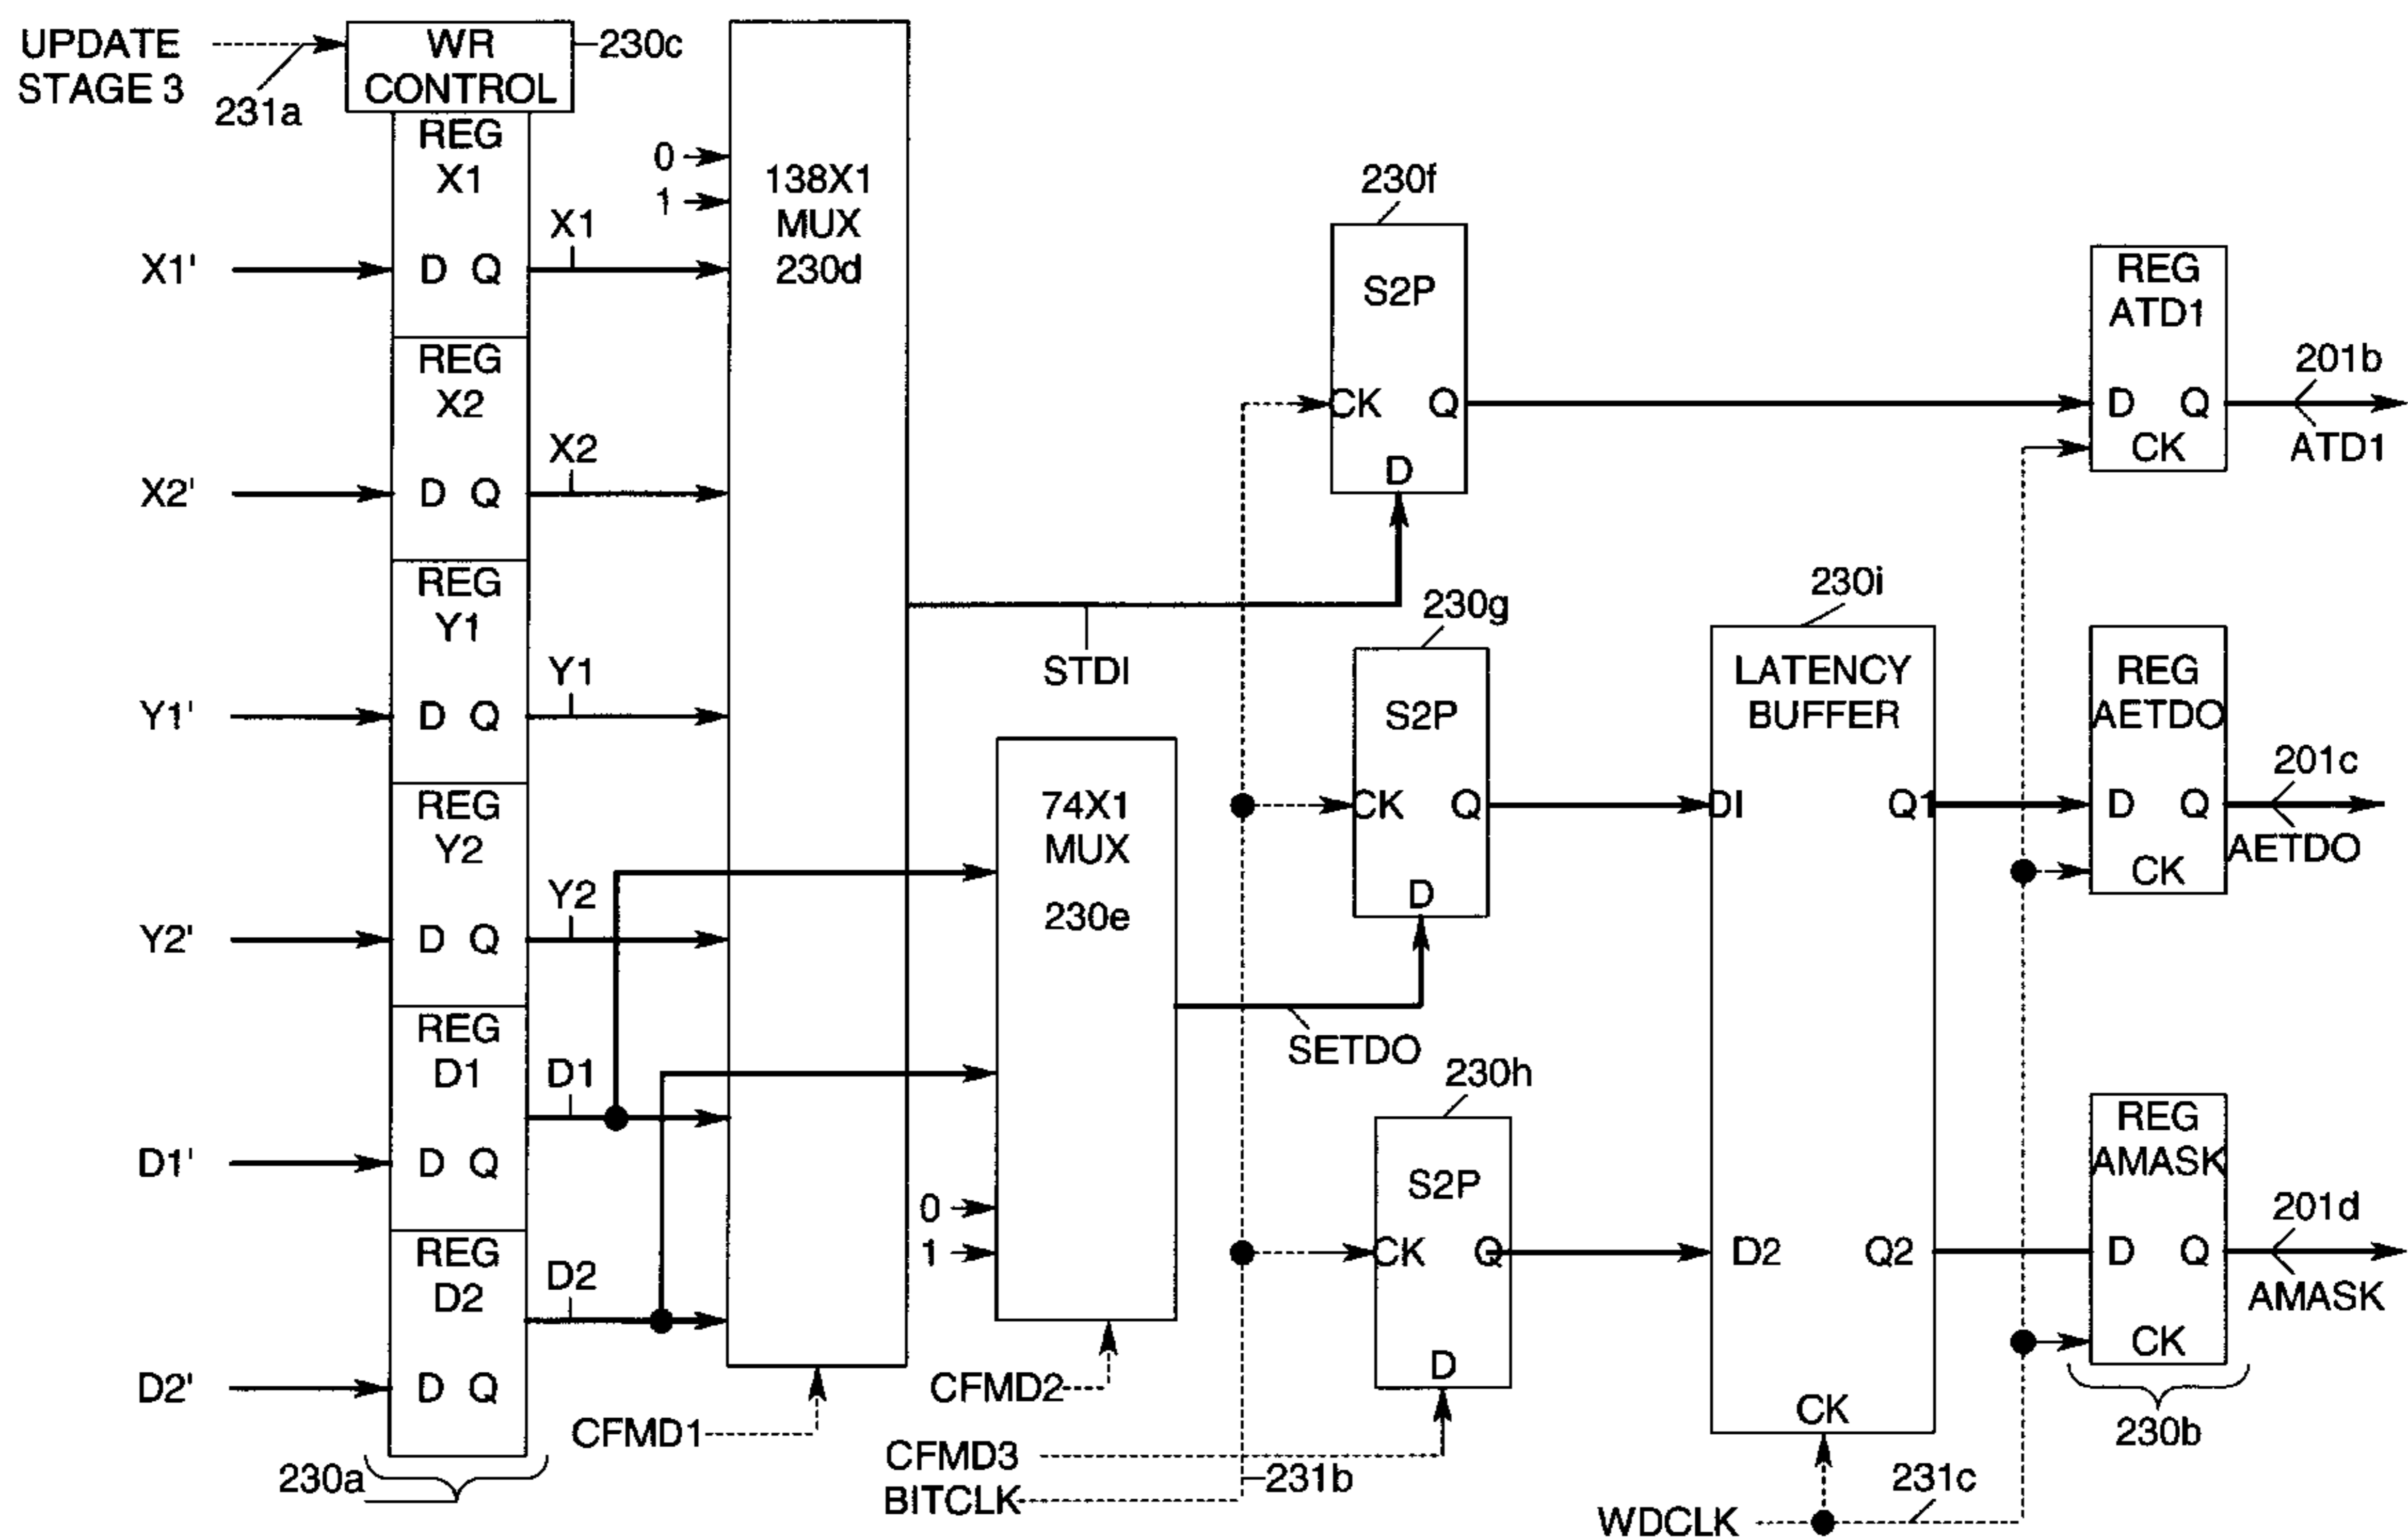 UPDATE
STAGE 3
231a
WR
CONTROL
230c
REG
X1
X1'
D Q
X1
REG
X2
X2'
D Q
X2
REG
Y1
Y1'
D Q
Y1
REG
Y2
Y2'
D Q
Y2
REG
D1
D1'
D Q
D1
REG
D2
D2'
D Q
D2
230a
0
1
138X1
MUX
230d
CFMD1
STDI
74X1
MUX
230e
0
1
CFMD2
SETDO
CFMD3
BITCLK
231b
230f
S2P
CK Q
D
230g
S2P
CK Q
D
230h
S2P
CK Q
D
230i
LATENCY
BUFFER
DI Q1
D2 Q2
CK
WDCLK
231c
REG
ATD1
D Q
CK
201b
ATD1
REG
AETDO
D Q
CK
201c
AETDO
REG
AMASK
D Q
CK
201d
AMASK
230b